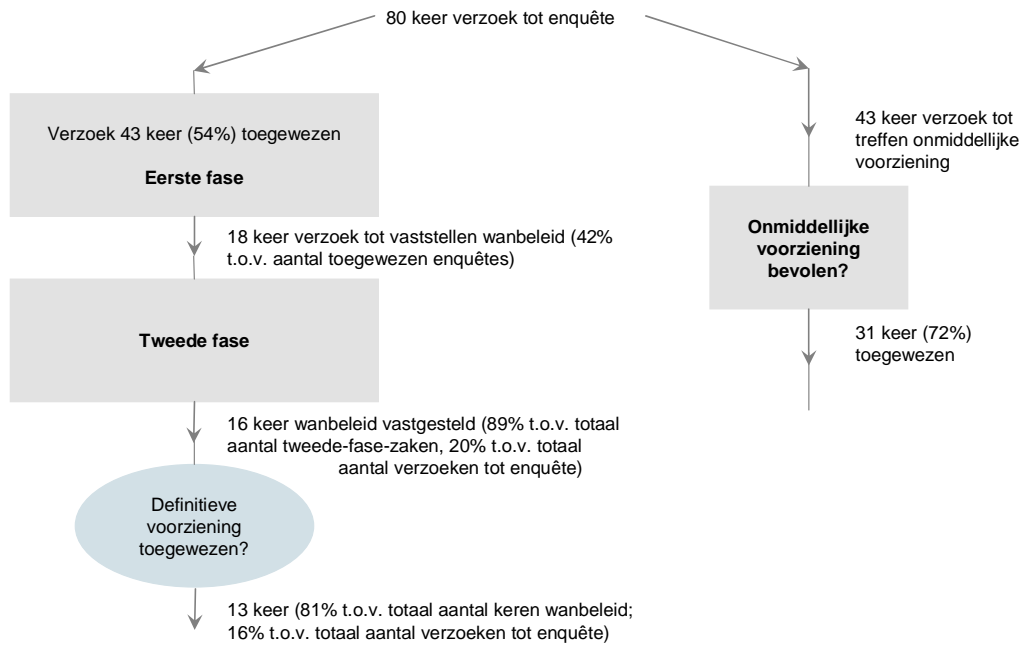 80 keer verzoek tot enquête
Verzoek 43 keer (54%) toegewezen
Eerste fase
18 keer verzoek tot vaststellen wanbeleid (42%
t.o.v. aantal toegewezen enquêtes)
Tweede fase
16 keer wanbeleid vastgesteld (89% t.o.v. totaal
aantal tweede-fase-zaken, 20% t.o.v. totaal
aantal verzoeken tot enquête)
Definitieve
voorziening
toegewezen?
13 keer (81% t.o.v. totaal aantal keren wanbeleid;
16% t.o.v. totaal aantal verzoeken tot enquête)
43 keer verzoek tot
treffen onmiddellijke
voorziening
Onmiddellijke
voorziening
bevolen?
31 keer (72%)
toegewezen